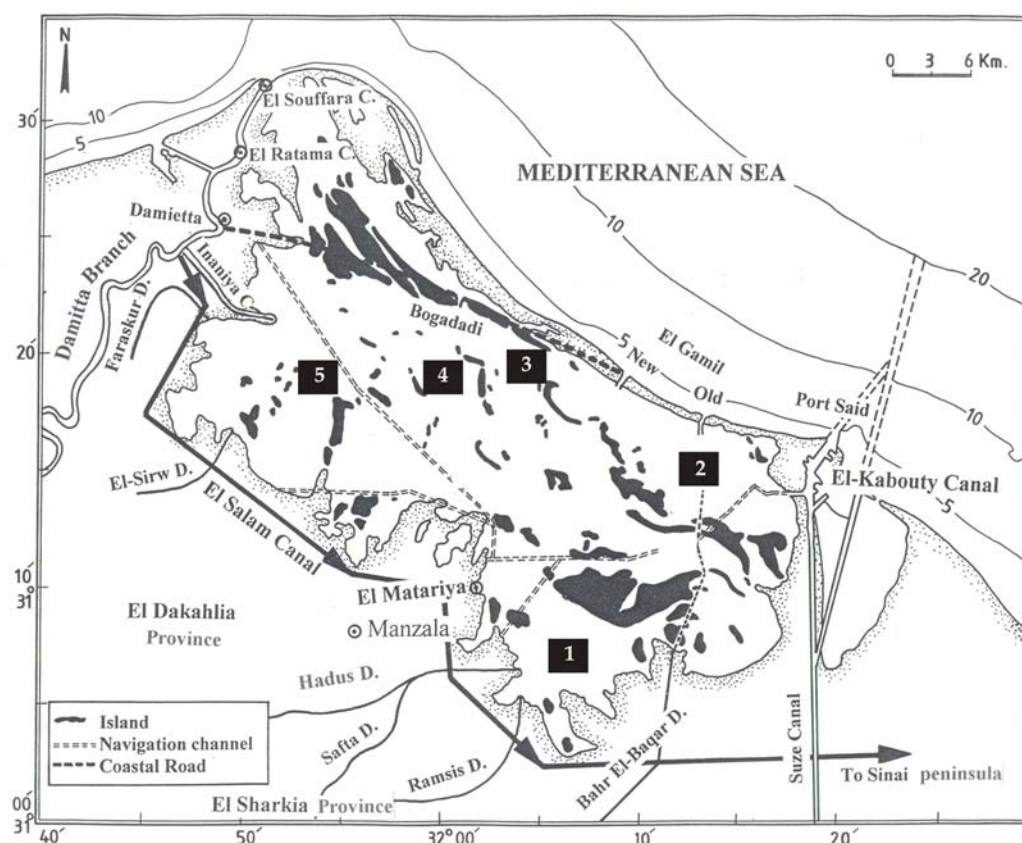 N
0 3 6 Km.
El Souffara C.
30′
10
5
El Ratama C.
MEDITERRANEAN SEA
Damietta
10
20
Damitta Branch
Inaniya C.
Faraskur D.
Bogadadi
5
New
El Gamil
20′
5
4
3
Old
10
Port Said
2
El-Kabouty Canal
El-Sirw D.
5
El Salam Canal
10′
31°
El Matariya
El Dakahlia
Province
Manzala
1
Hadus D.
Island
Navigation channel
Coastal Road
Safta D.
Ramsis D.
Bahr El-Baqar D.
Suze Canal
To Sinai peninsula
El Sharkia Province
00′
31°
40′ 50′ 32°00′ 10′ 20′